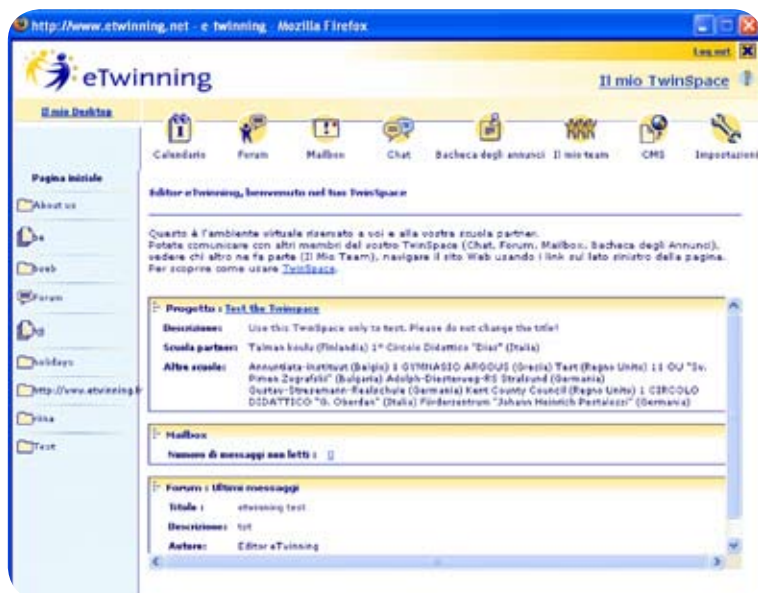 http://www.etwinning.net - e-twinning - Mozilla Firefox
Log out
eTwinning
Il mio TwinSpace
Il mio Desktop
Calendario Forum Mailbox Chat Bacheca degli annunci Il mio team CMS Impostazioni
Pagina iniziale
About us
be
bueb
Forum
holidays
http://www.etwinning.fr
Test
Editor eTwinning, benvenuto nel tuo TwinSpace
Questo è l'ambiente virtuale riservato a voi e alla vostra scuola partner.
Potete comunicare con altri membri del vostro TwinSpace (Chat, Forum, Mailbox, Bacheca degli Annunci),
vedere chi altro ne fa parte (Il Mio Team), navigare il sito Web usando i link sul lato sinistro della pagina.
Per scoprire come usare TwinSpace.
Progetto : Test the Twinspace
Descrizione: Use this TwinSpace only to test. Please do not change the title!
Scuola partner: Talman koulu (Finlandia) 1° Circolo Didattico "Diaz" (Italia)
Altre scuole: Annuntiata-Instituut (Belgio) 1 GYMNASIO ARGOUS (Grecia) Test (Regno Unito) 11 OU "Sv.
Pimen Zografski" (Bulgaria) Adolph-Diesterweg-RS Stralsund (Germania)
Gustav-Stresemann-Realschule (Germania) Kent County Council (Regno Unito) 1 CIRCOLO
DIDATTICO "G. Oberdan" (Italia) Förderzentrum "Johann Heinrich Pestalozzi" (Germania)
Mailbox
Numero di messaggi non letti :
Forum : Ultimi messaggi
Titolo : etwinning test
Descrizione: tst
Autore: Editor eTwinning